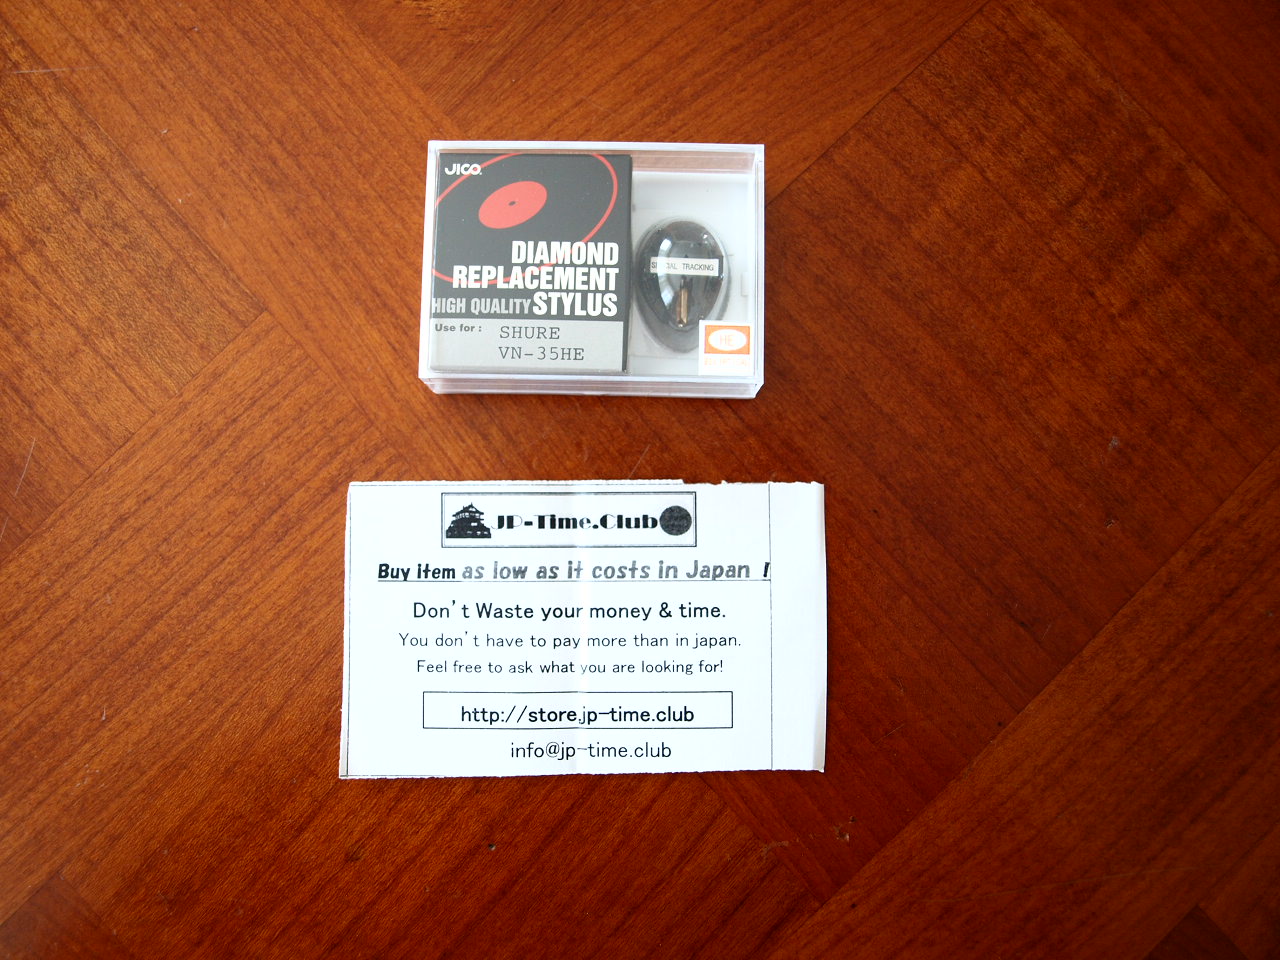 JICO
DIAMOND
REPLACEMENT
HIGH QUALITY STYLUS
Use for : SHURE
VN-35HE
SPECIAL TRACKING
HE
JP-Time.Club
Buy item as low as it costs in Japan !
Don't Waste your money & time.
You don't have to pay more than in japan.
Feel free to ask what you are looking for!
http://store.jp-time.club
info@jp-time.club